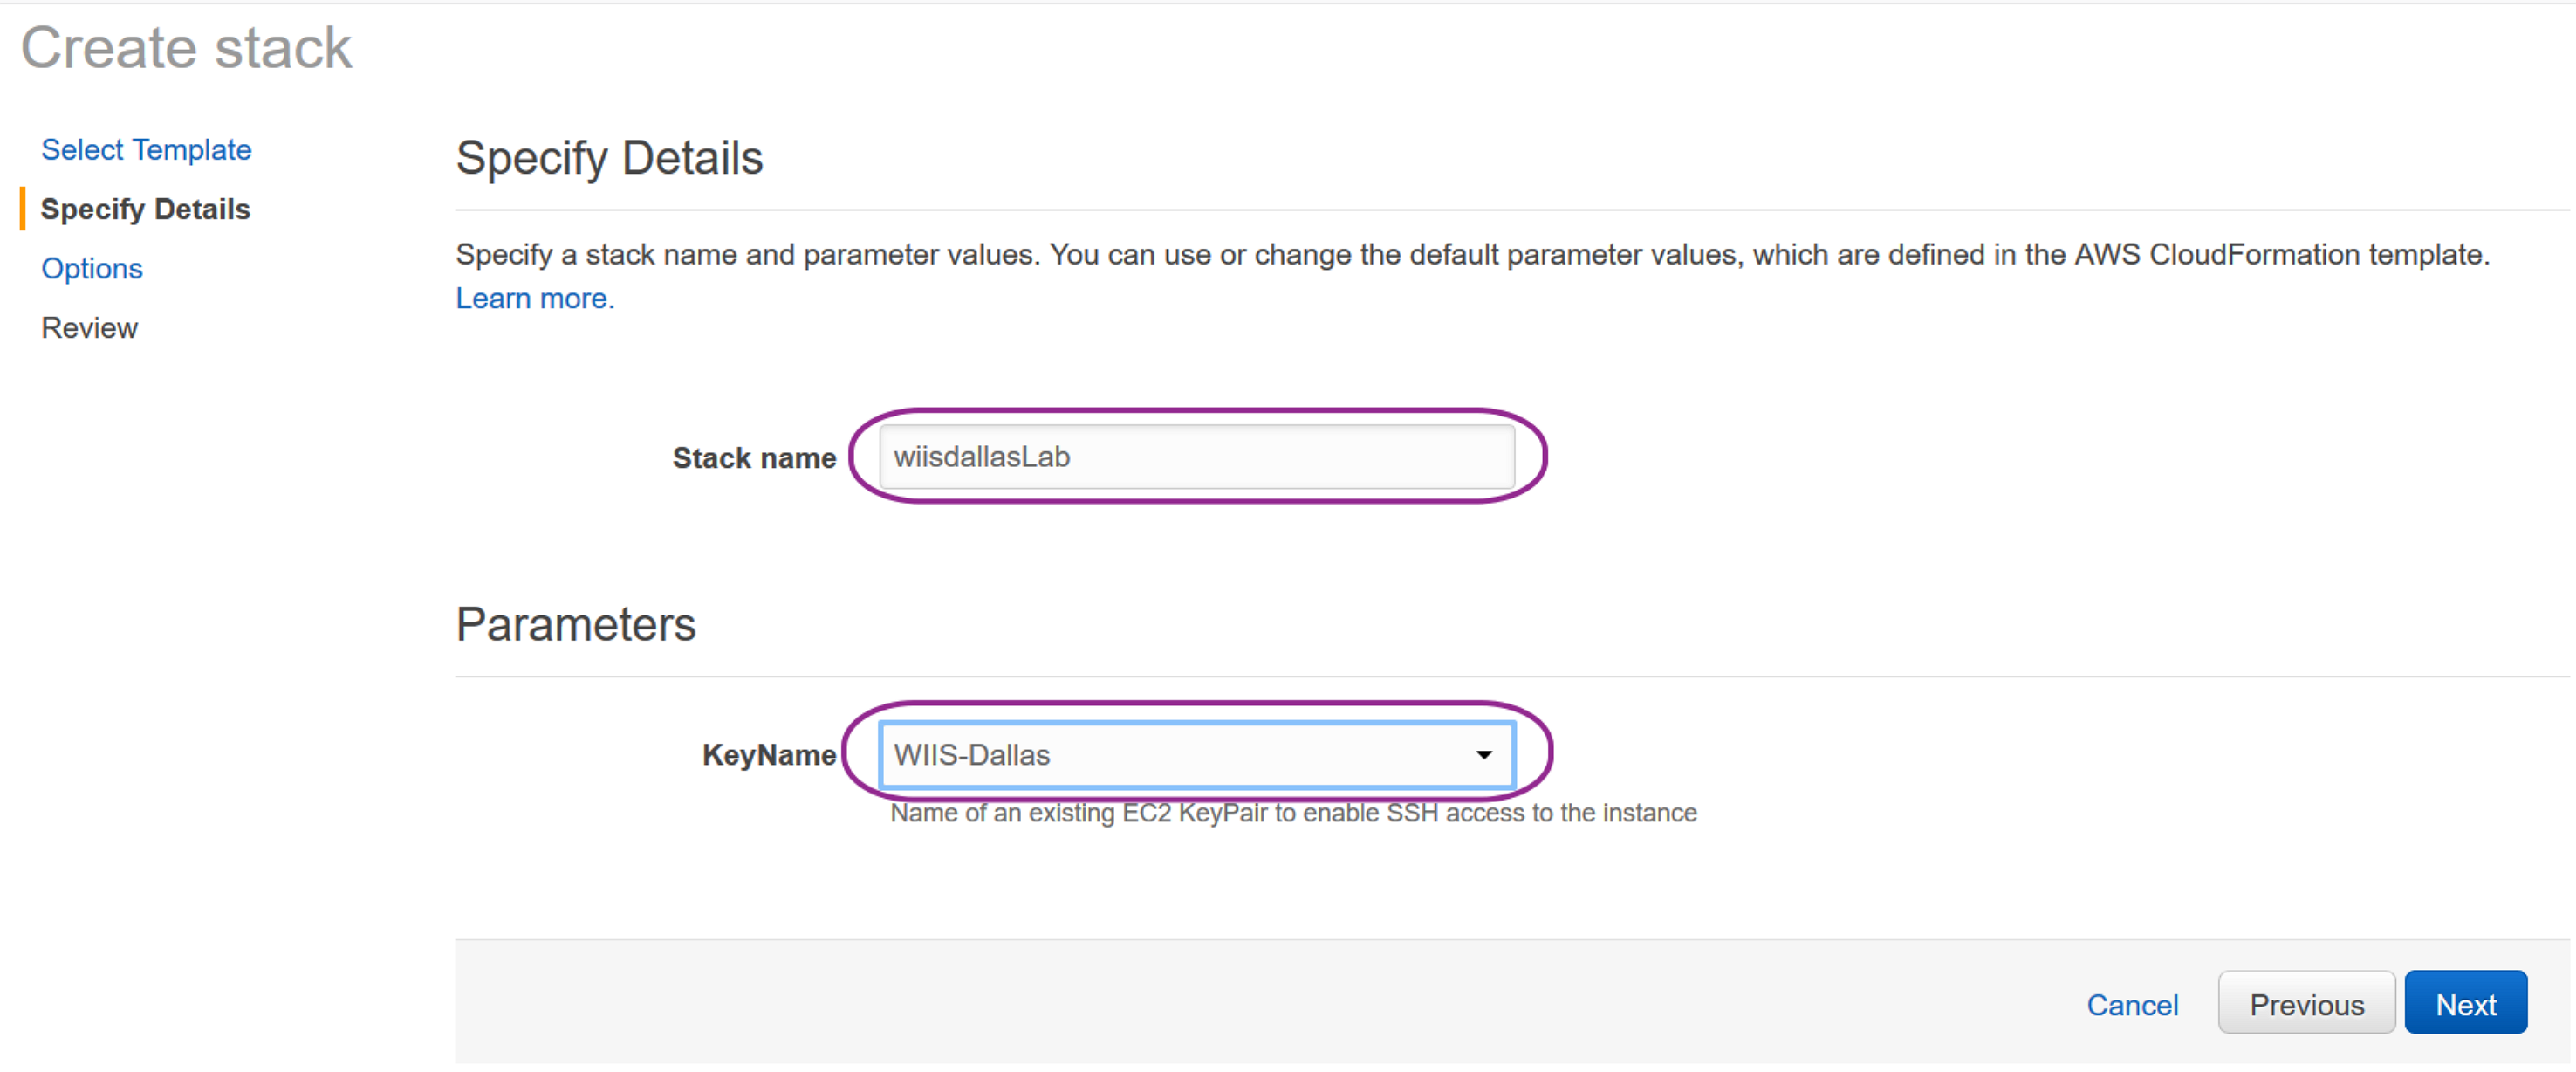 Create stack
Select Template
Specify Details
Options
Review
Specify Details
Specify a stack name and parameter values. You can use or change the default parameter values, which are defined in the AWS CloudFormation template.
Learn more.
Stack name
wiisdallasLab
Parameters
KeyName
WIIS-Dallas
Name of an existing EC2 KeyPair to enable SSH access to the instance
Cancel
Previous
Next